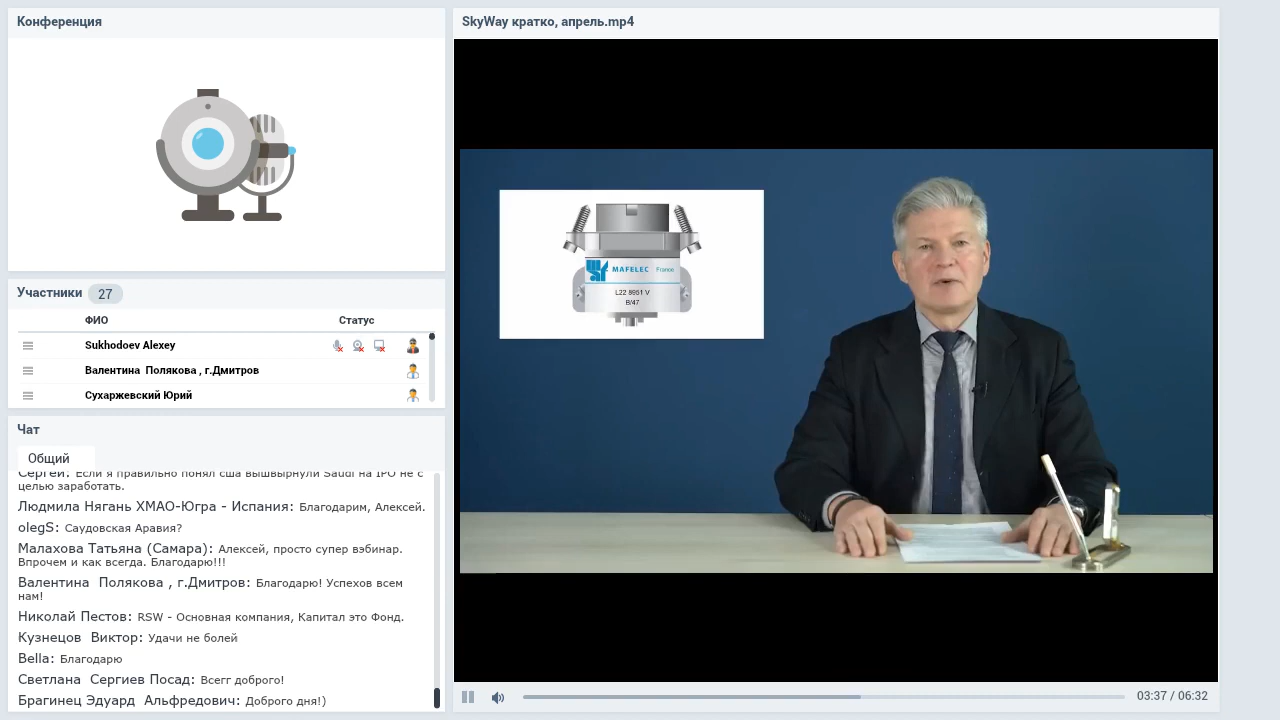 Конференция
Участники 27
ФИО Статус
Sukhodoev Alexey
Валентина Полякова , г.Дмитров
Сухаржевский Юрий
Чат
Общий
Сергей: Если я правильно понял сша вышвырнули Saudi на IPO не с
целью заработать.
Людмила Нягань ХМАО-Югра - Испания: Благодарим, Алексей.
olegS: Саудовская Аравия?
Малахова Татьяна (Самара): Алексей, просто супер вэбинар.
Впрочем и как всегда. Благодарю!!!
Валентина Полякова , г.Дмитров: Благодарю! Успехов всем
нам!
Николай Пестов: RSW - Основная компания, Капитал это Фонд.
Кузнецов Виктор: Удачи не болей
Bella: Благодарю
Светлана Сергиев Посад: Всегг доброго!
Брагинец Эдуард Альфредович: Доброго дня!)
SkyWay кратко, апрель.mp4
MAFELEC France
L22 8951 V
B/47
03:37 / 06:32